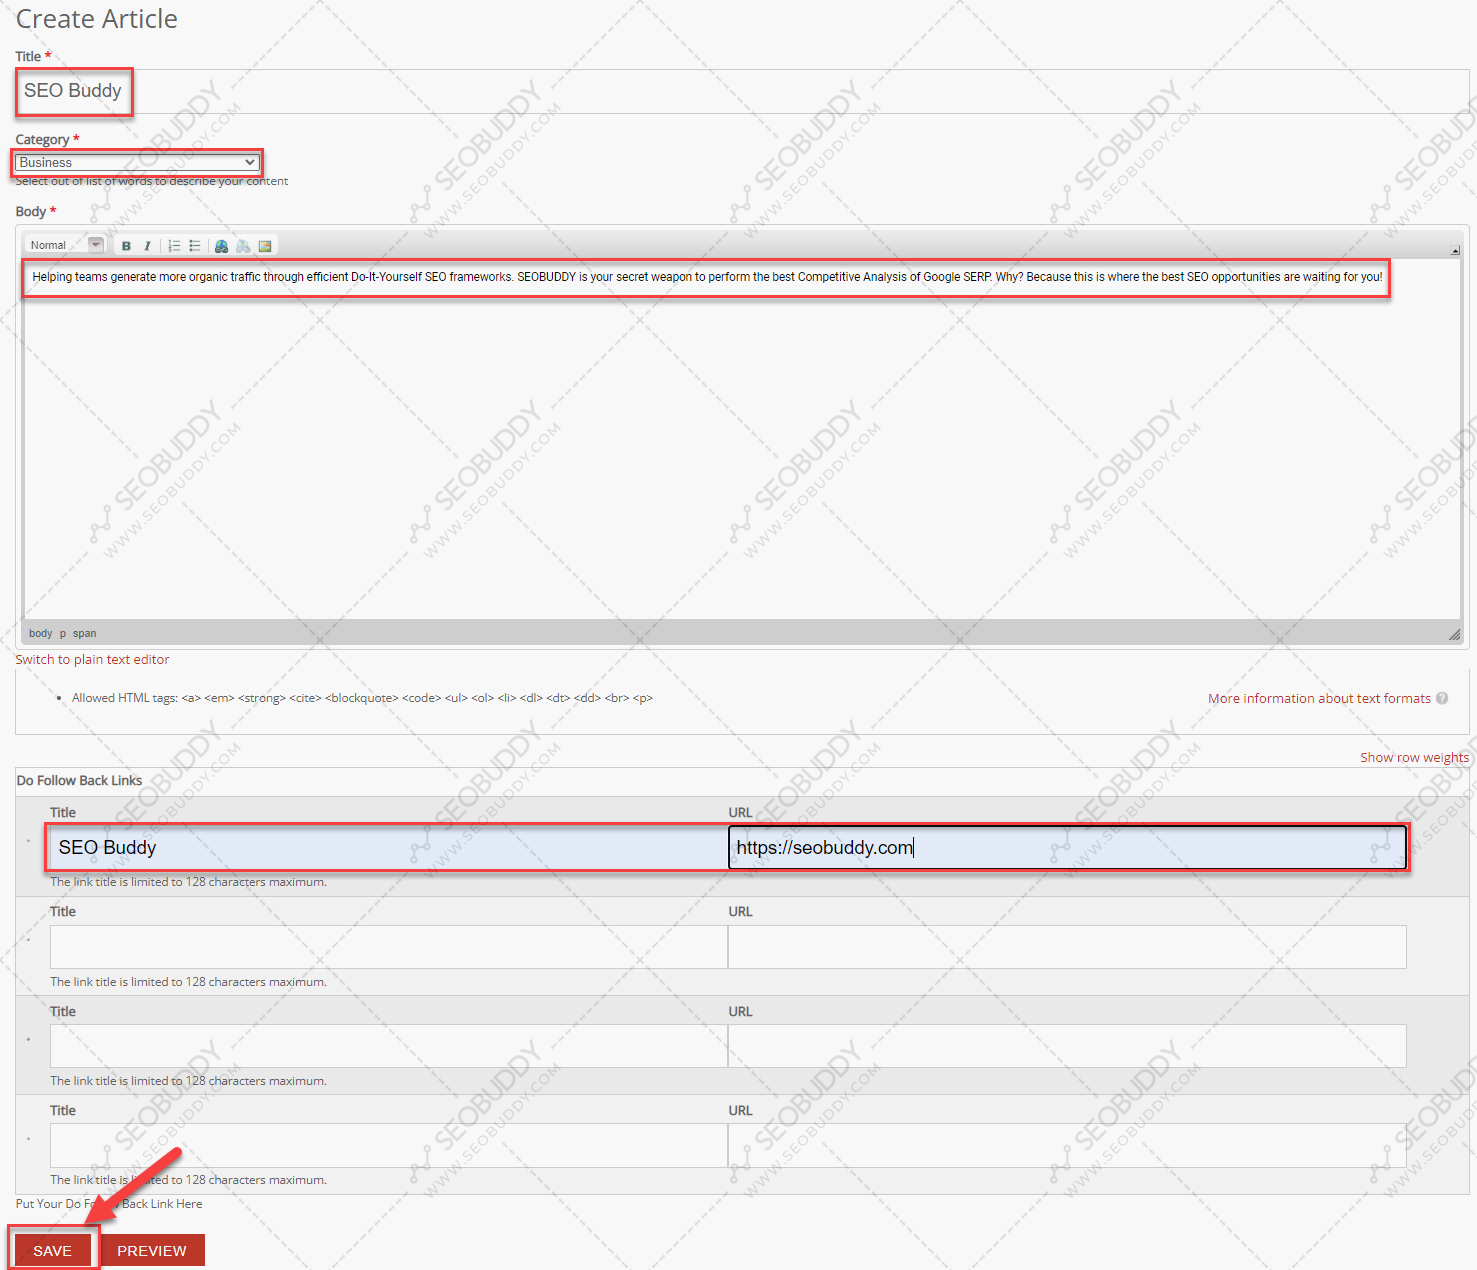 Create Article
Title *
SEO Buddy
Category *
Business
Select out of list of words to describe your content
Body *
Normal
B I
Helping teams generate more organic traffic through efficient Do-It-Yourself SEO frameworks. SEOBUDDY is your secret weapon to perform the best Competitive Analysis of Google SERP. Why? Because this is where the best SEO opportunities are waiting for you!
body p span
Switch to plain text editor
• Allowed HTML tags: <a> <em> <strong> <cite> <blockquote> <code> <ul> <ol> <li> <dl> <dt> <dd> <br> <p>
More information about text formats ?
Show row weights
Do Follow Back Links
Title URL
SEO Buddy https://seobuddy.com
The link title is limited to 128 characters maximum.
Title URL
The link title is limited to 128 characters maximum.
Title URL
The link title is limited to 128 characters maximum.
Title URL
The link title is limited to 128 characters maximum.
Put Your Do Follow Back Link Here
SAVE PREVIEW
SEOBUDDY
WWW.SEOBUDDY.COM